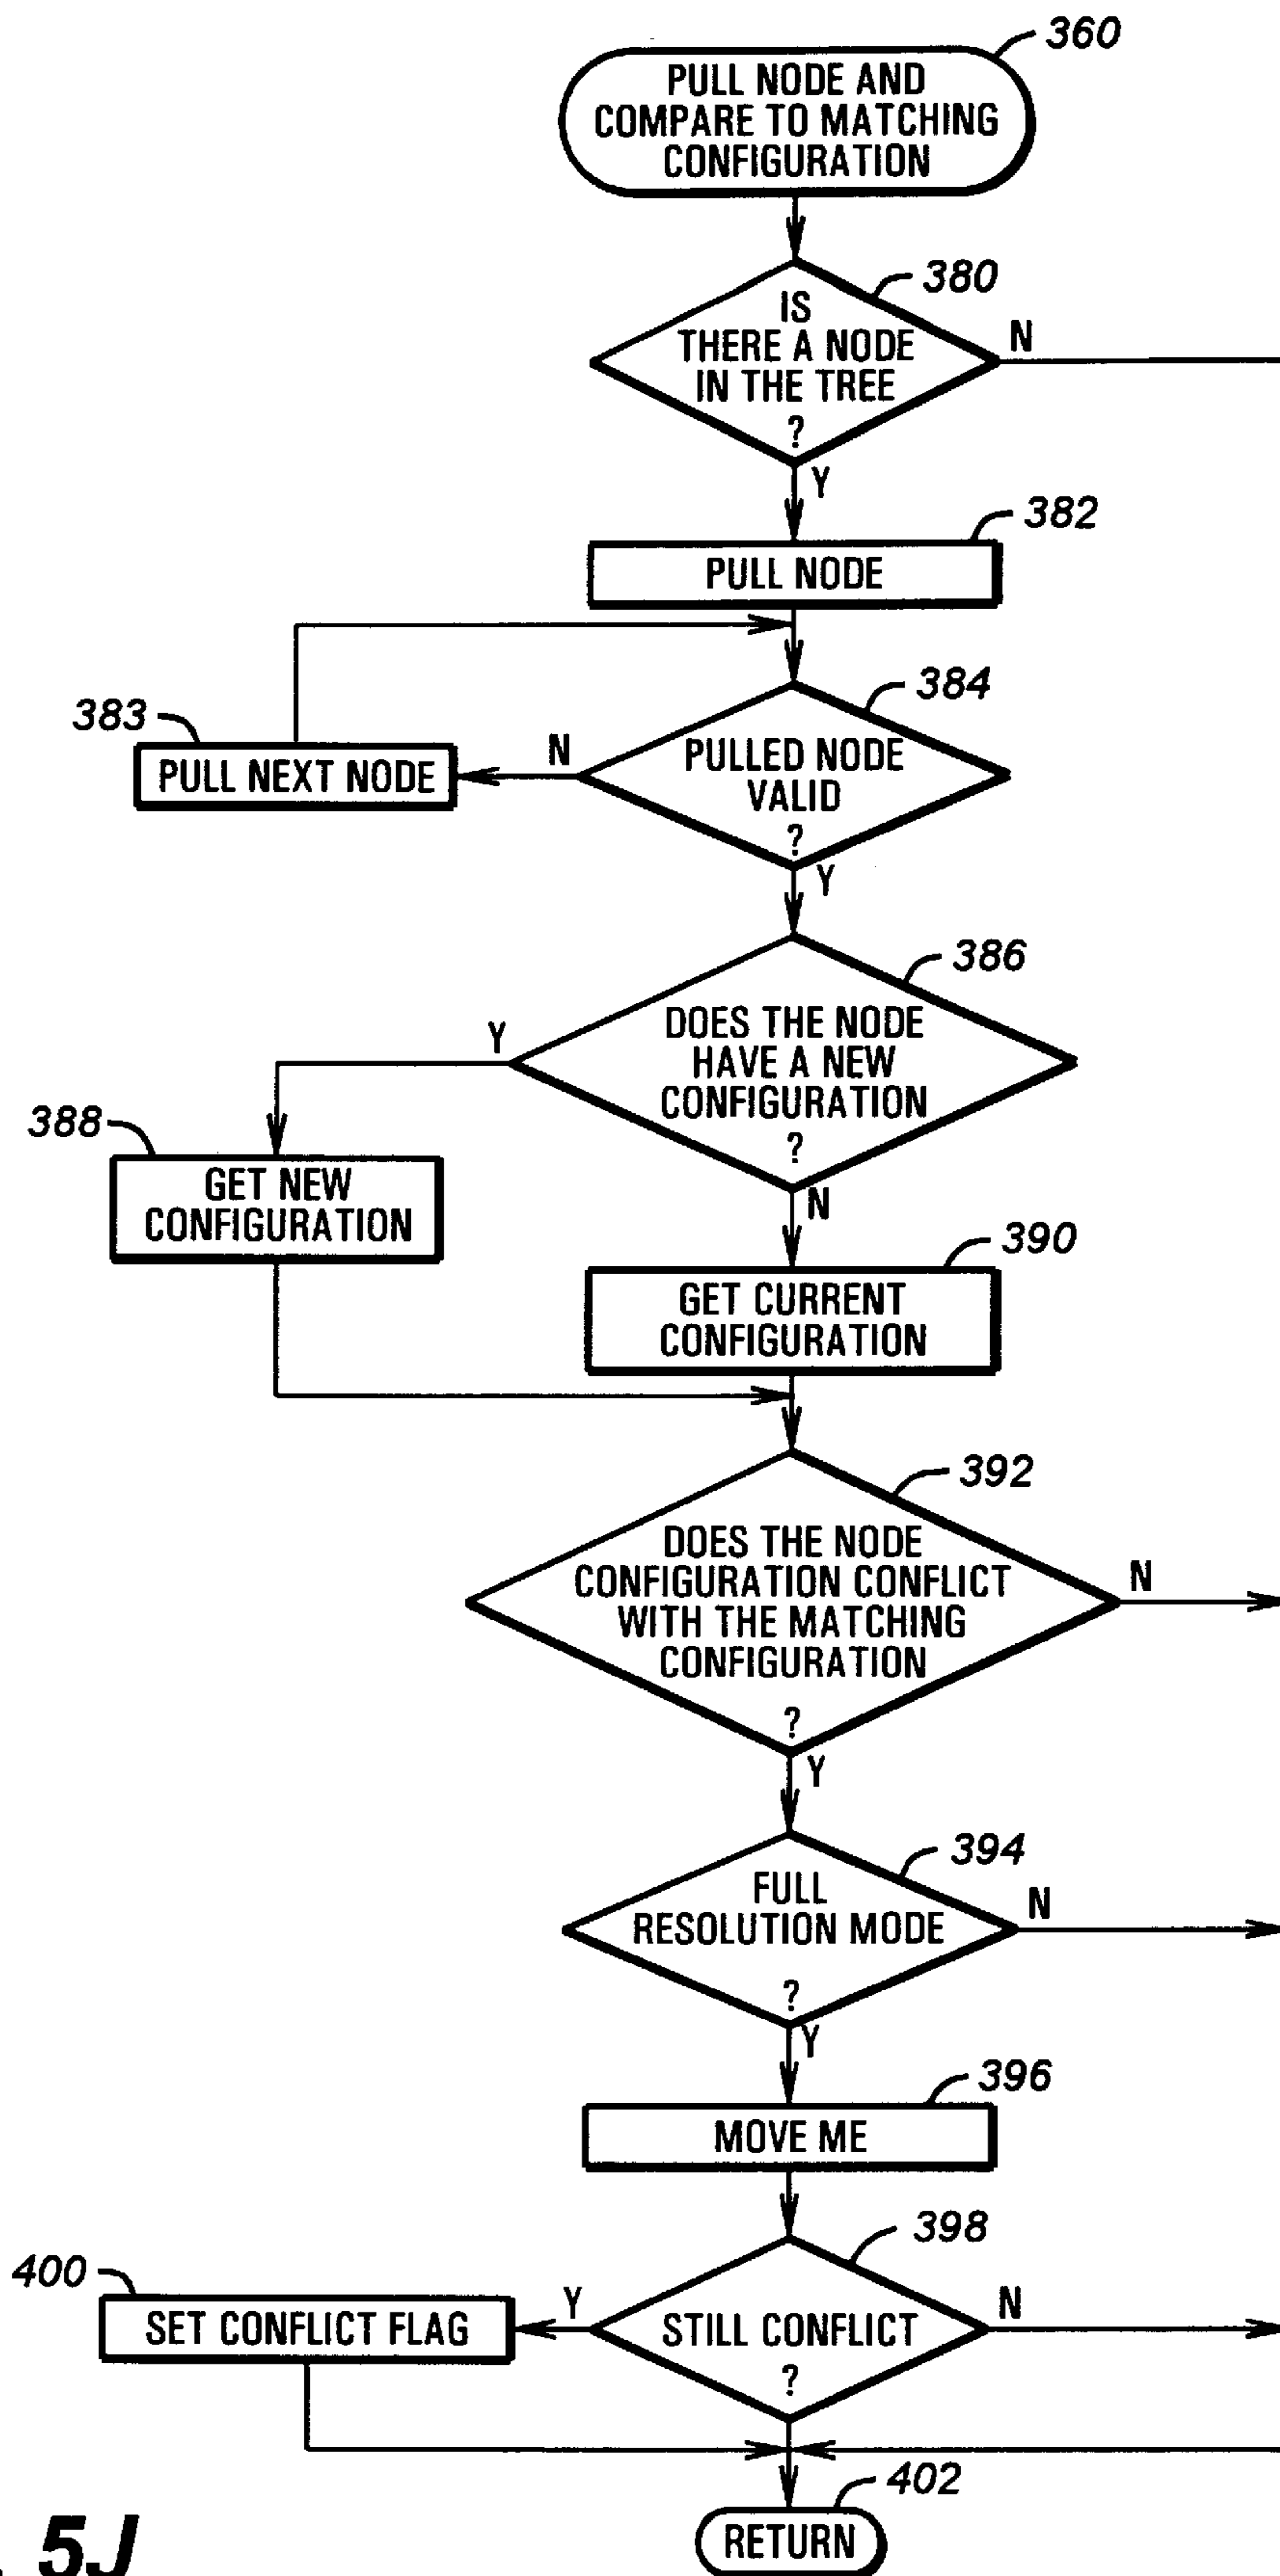 360
PULL NODE AND
COMPARE TO MATCHING
CONFIGURATION
380
IS
THERE A NODE
IN THE TREE
?
N
Y
382
PULL NODE
384
383
PULL NEXT NODE
N
PULLED NODE
VALID
?
Y
386
DOES THE NODE
HAVE A NEW
CONFIGURATION
?
Y
N
388
GET NEW
CONFIGURATION
390
GET CURRENT
CONFIGURATION
392
DOES THE NODE
CONFIGURATION CONFLICT
WITH THE MATCHING
CONFIGURATION
?
N
Y
394
FULL
RESOLUTION MODE
?
N
Y
396
MOVE ME
398
400
SET CONFLICT FLAG
Y
STILL CONFLICT
?
N
402
RETURN
. 5J